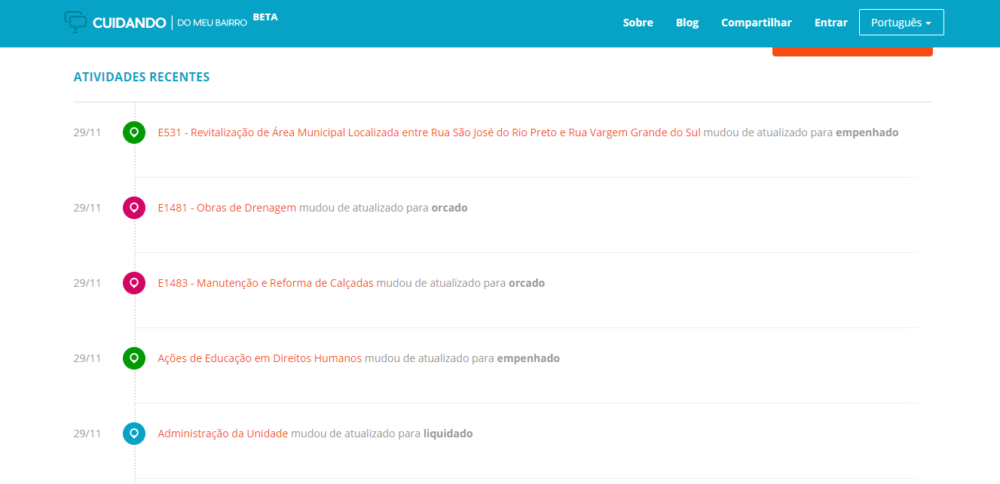 CUIDANDO DO MEU BAIRRO BETA
Sobre Blog Compartilhar Entrar Português
ATIVIDADES RECENTES
29/11 E531 - Revitalização de Área Municipal Localizada entre Rua São José do Rio Preto e Rua Vargem Grande do Sul mudou de atualizado para empenhado
29/11 E1481 - Obras de Drenagem mudou de atualizado para orcado
29/11 E1483 - Manutenção e Reforma de Calçadas mudou de atualizado para orcado
29/11 Ações de Educação em Direitos Humanos mudou de atualizado para empenhado
29/11 Administração da Unidade mudou de atualizado para liquidado